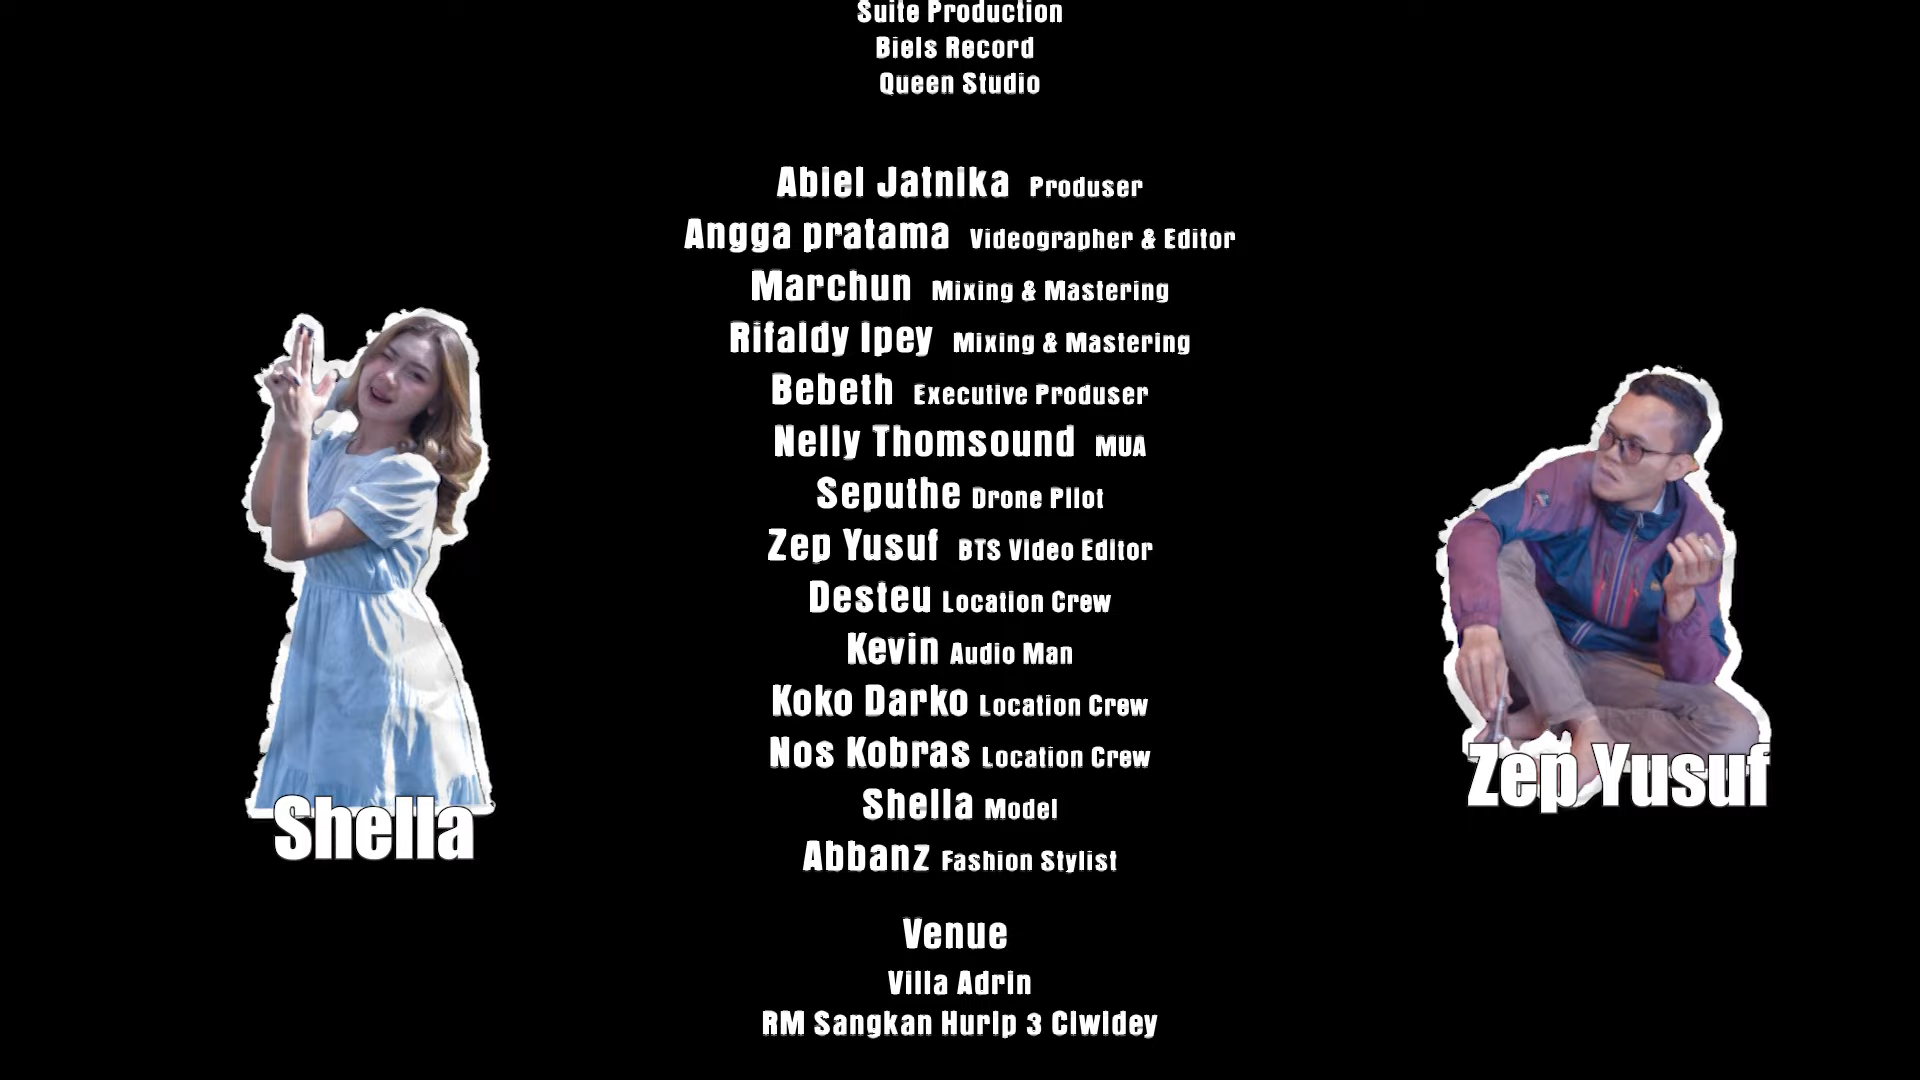 Suite Production
Biels Record
Queen Studio
Abiel Jatnika Produser
Angga pratama Videographer & Editor
Marchun Mixing & Mastering
Rifaldy Ipey Mixing & Mastering
Bebeth Executive Produser
Nelly Thomsound MUA
Seputhe Drone Pilot
Zep Yusuf BTS Video Editor
Desteu Location Crew
Kevin Audio Man
Koko Darko Location Crew
Nos Kobras Location Crew
Shella Model
Abbanz Fashion Stylist
Venue
Villa Adrin
RM Sangkan Hurip 3 Ciwidey
Shella
Zep Yusuf